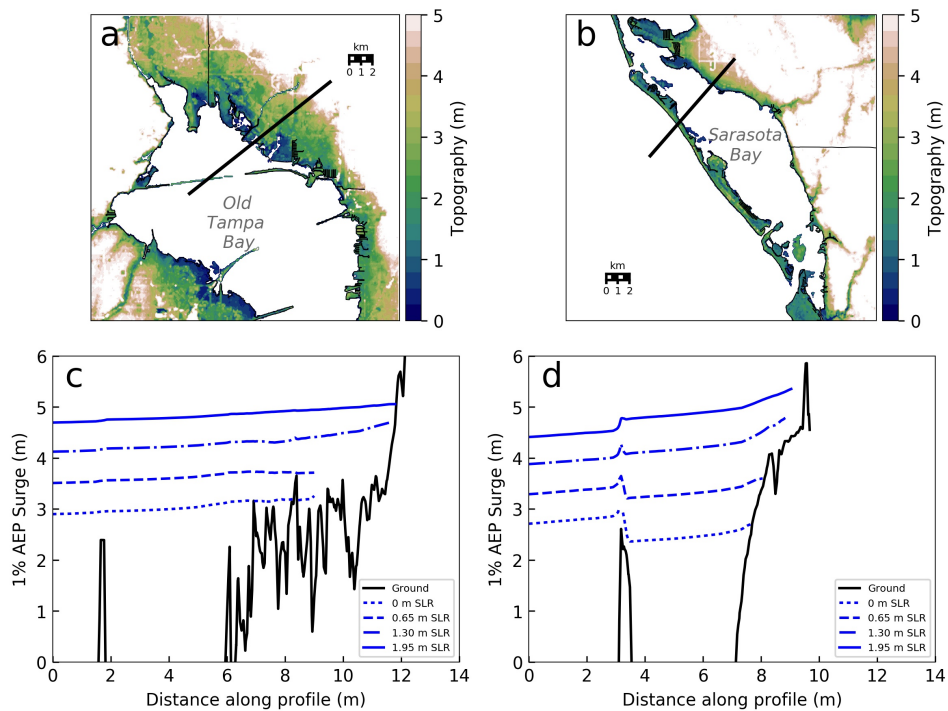 a
km
0 1 2
Old
Tampa
Bay
5
4
3
2
1
0
Topography (m)
b
Sarasota
Bay
km
0 1 2
5
4
3
2
1
0
Topography (m)
c
6
5
4
3
2
1
0
1% AEP Surge (m)
Ground
0 m SLR
0.65 m SLR
1.30 m SLR
1.95 m SLR
0 2 4 6 8 10 12 14
Distance along profile (m)
d
6
5
4
3
2
1
0
1% AEP Surge (m)
Ground
0 m SLR
0.65 m SLR
1.30 m SLR
1.95 m SLR
0 2 4 6 8 10 12 14
Distance along profile (m)